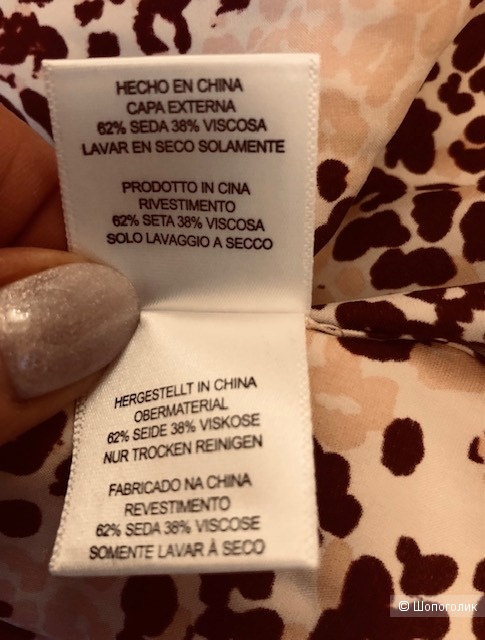 HECHO EN CHINA
CAPA EXTERNA
62% SEDA 38% VISCOSA
LAVAR EN SECO SOLAMENTE
PRODOTTO IN CINA
RIVESTIMENTO
62% SETA 38% VISCOSA
SOLO LAVAGGIO A SECCO
HERGESTELLT IN CHINA
OBERMATERIAL
62% SEIDE 38% VISKOSE
NUR TROCKEN REINIGEN
FABRICADO NA CHINA
REVESTIMENTO
62% SEDA 38% VISCOSE
SOMENTE LAVAR À SECO
© Шопоголик